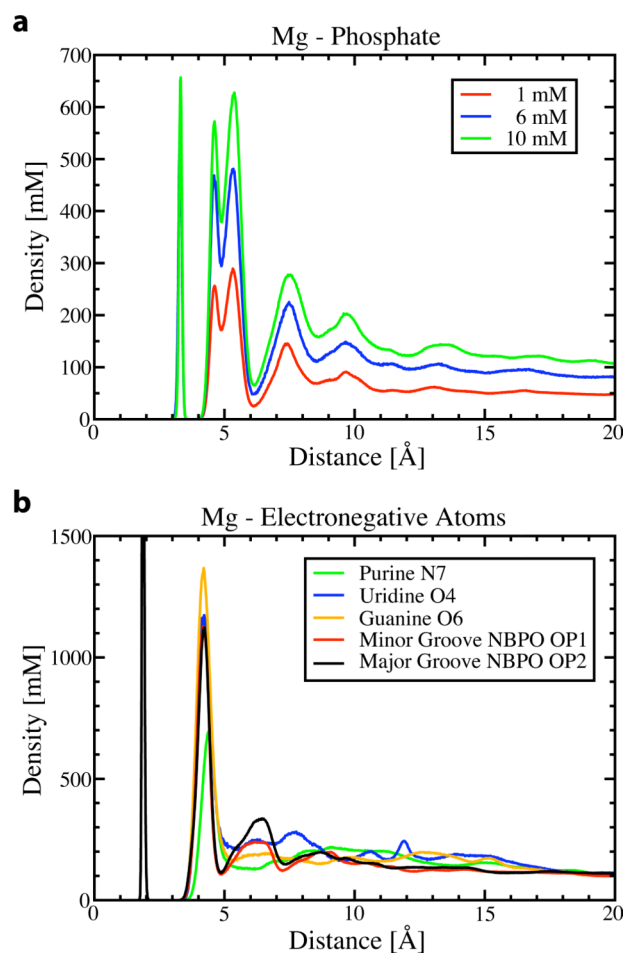 a
Mg - Phosphate
700
600
500
400
300
200
100
0
Density [mM]
1 mM
6 mM
10 mM
0 5 10 15 20
Distance [Å]
b
Mg - Electronegative Atoms
1500
1000
500
0
Density [mM]
Purine N7
Uridine O4
Guanine O6
Minor Groove NBPO OP1
Major Groove NBPO OP2
0 5 10 15 20
Distance [Å]